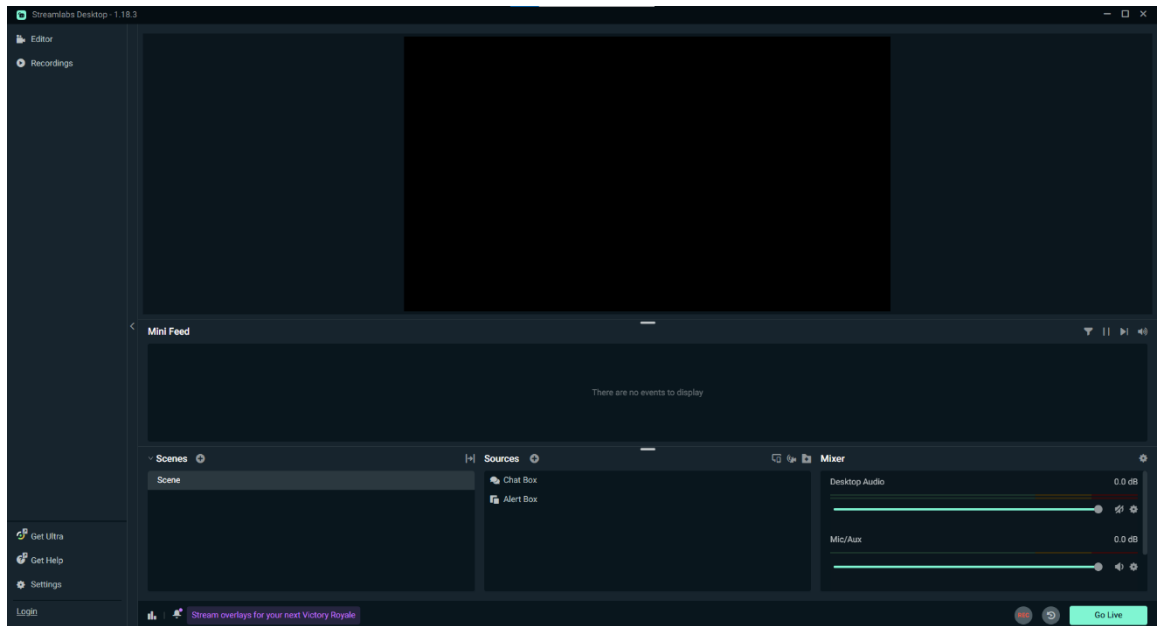 Streamlabs Desktop - 1.18.3
Editor
Recordings
Mini Feed
There are no events to display
Scenes
Scene
Sources
Chat Box
Alert Box
Mixer
Desktop Audio 0.0 dB
Mic/Aux 0.0 dB
Get Ultra
Get Help
Settings
Login
Stream overlays for your next Victory Royale
REC
Go Live